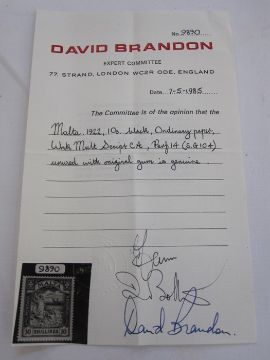 No. 9890
DAVID BRANDON
EXPERT COMMITTEE
77, STRAND, LONDON WC2R 0DE, ENGLAND
Date 7-5-1985
The Committee is of the opinion that the
Malta, 1922, 10s. black, Ordinary paper,
Wmk Mult Script CA, Perf 14 (S.G.104)
unused with original gum is genuine.
David Brandon
9890
MALTA
10 SHILLINGS 10